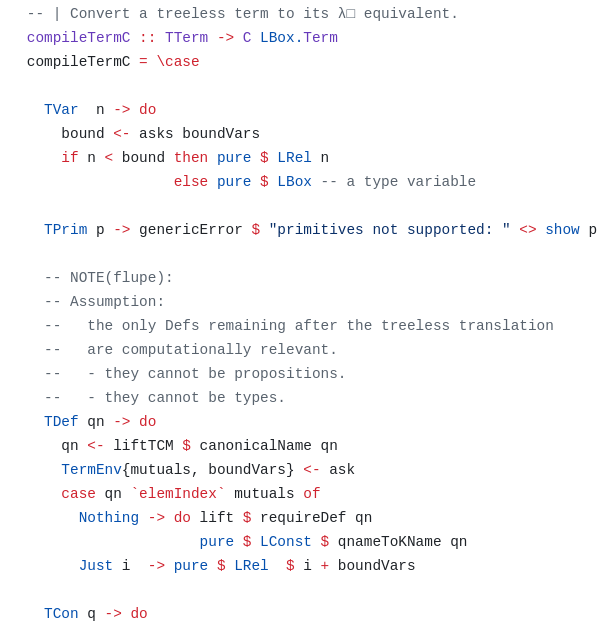 -- | Convert a treeless term to its λ□ equivalent.
compileTermC :: TTerm -> C LBox.Term
compileTermC = \case
TVar  n -> do
bound <- asks boundVars
if n < bound then pure $ LRel n
else pure $ LBox -- a type variable
TPrim p -> genericError $ "primitives not supported: " <> show p
-- NOTE(flupe):
-- Assumption:
--   the only Defs remaining after the treeless translation
--   are computationally relevant.
--   - they cannot be propositions.
--   - they cannot be types.
TDef qn -> do
qn <- liftTCM $ canonicalName qn
TermEnv{mutuals, boundVars} <- ask
case qn `elemIndex` mutuals of
Nothing -> do lift $ requireDef qn
pure $ LConst $ qnameToKName qn
Just i  -> pure $ LRel  $ i + boundVars
TCon q -> do